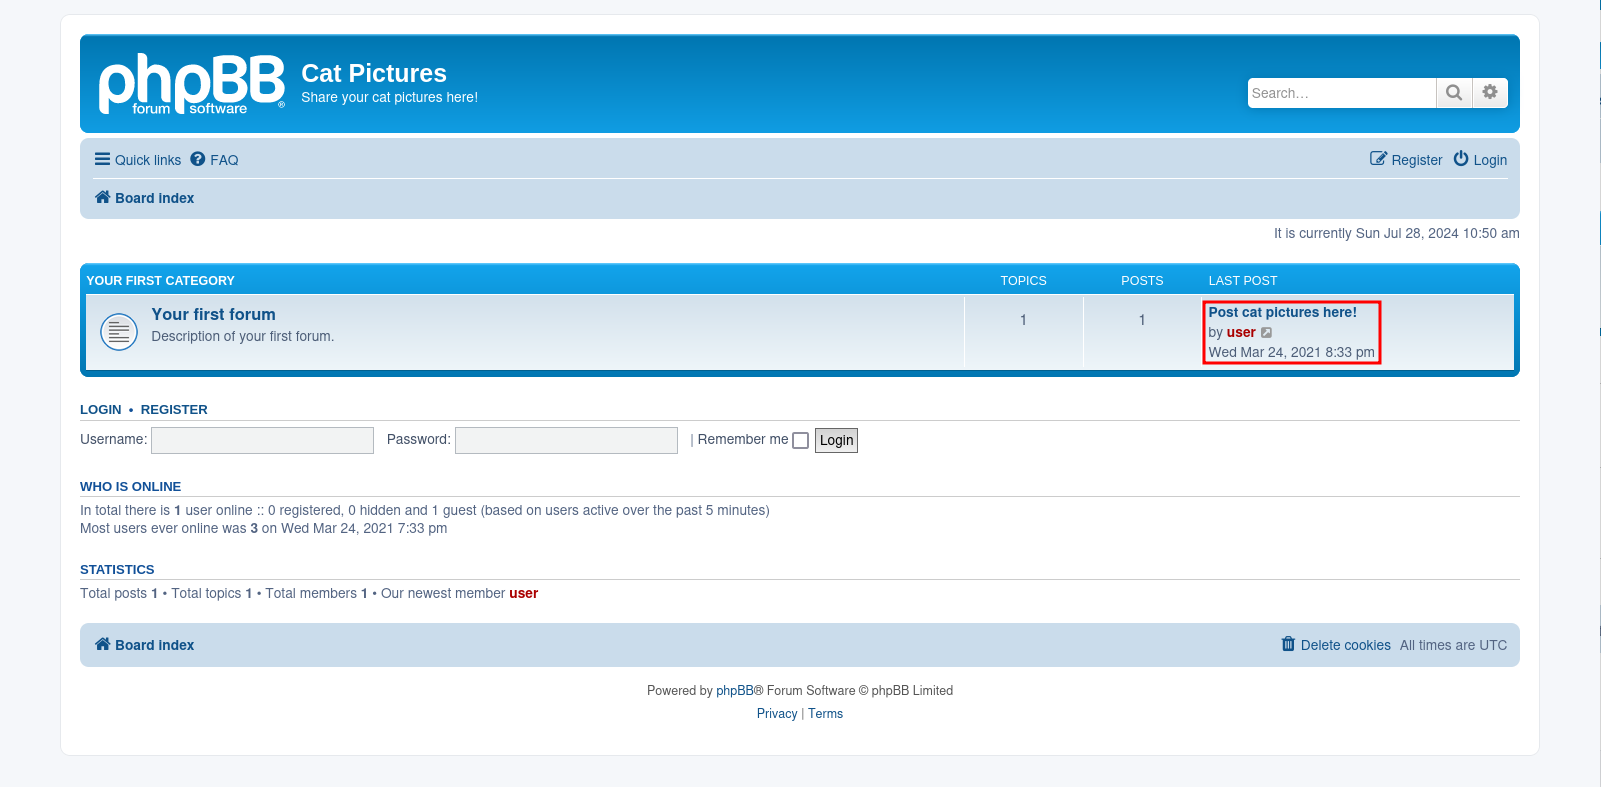 phpBB®
forum software
Cat Pictures
Share your cat pictures here!
Search…
Quick links FAQ Register Login
Board index
It is currently Sun Jul 28, 2024 10:50 am
YOUR FIRST CATEGORY TOPICS POSTS LAST POST
Your first forum
Description of your first forum.
1 1
Post cat pictures here!
by user
Wed Mar 24, 2021 8:33 pm
LOGIN • REGISTER
Username: Password: | Remember me Login
WHO IS ONLINE
In total there is 1 user online :: 0 registered, 0 hidden and 1 guest (based on users active over the past 5 minutes)
Most users ever online was 3 on Wed Mar 24, 2021 7:33 pm
STATISTICS
Total posts 1 • Total topics 1 • Total members 1 • Our newest member user
Board index Delete cookies All times are UTC
Powered by phpBB® Forum Software © phpBB Limited
Privacy | Terms